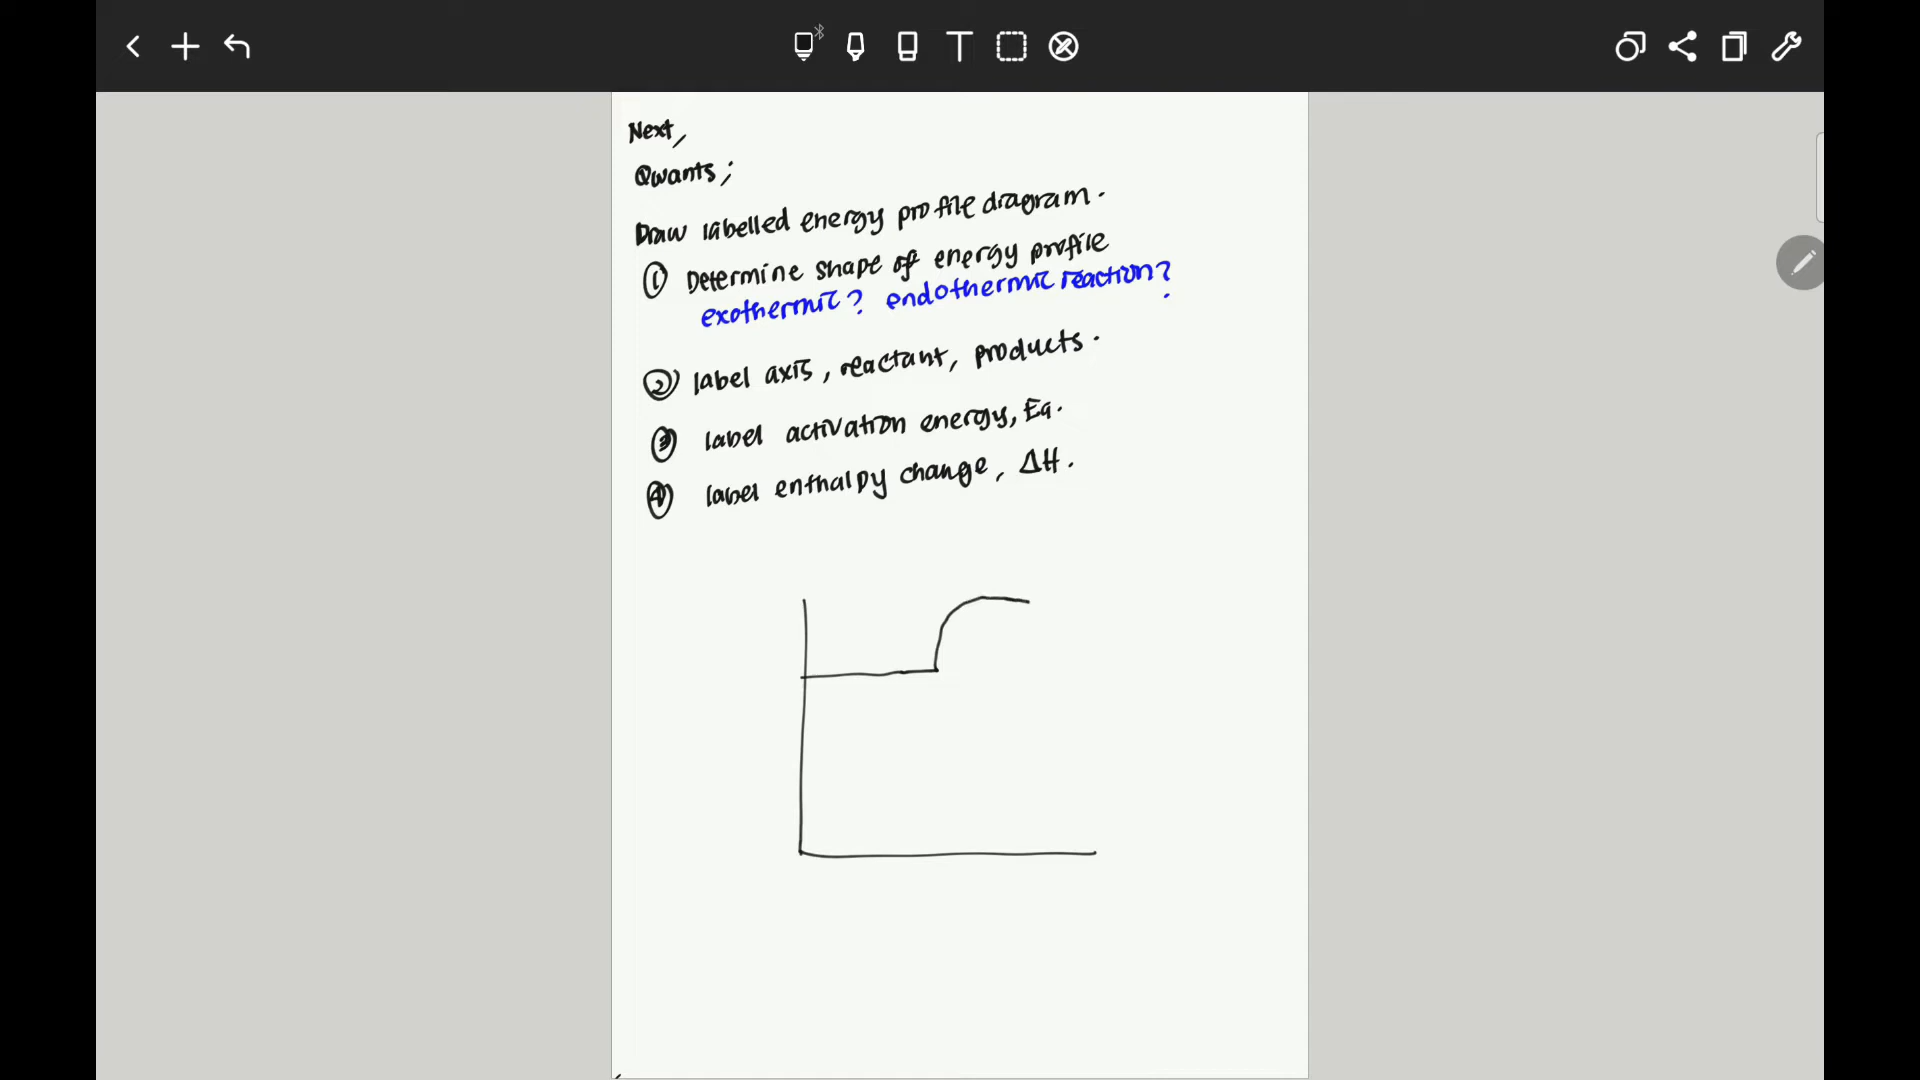 Next,
Q wants;
Draw labelled energy profile diagram.
① Determine shape of energy profile
exothermic? endothermic reaction?
② label axis, reactant, products.
③ label activation energy, Ea.
④ label enthalpy change, ΔH.